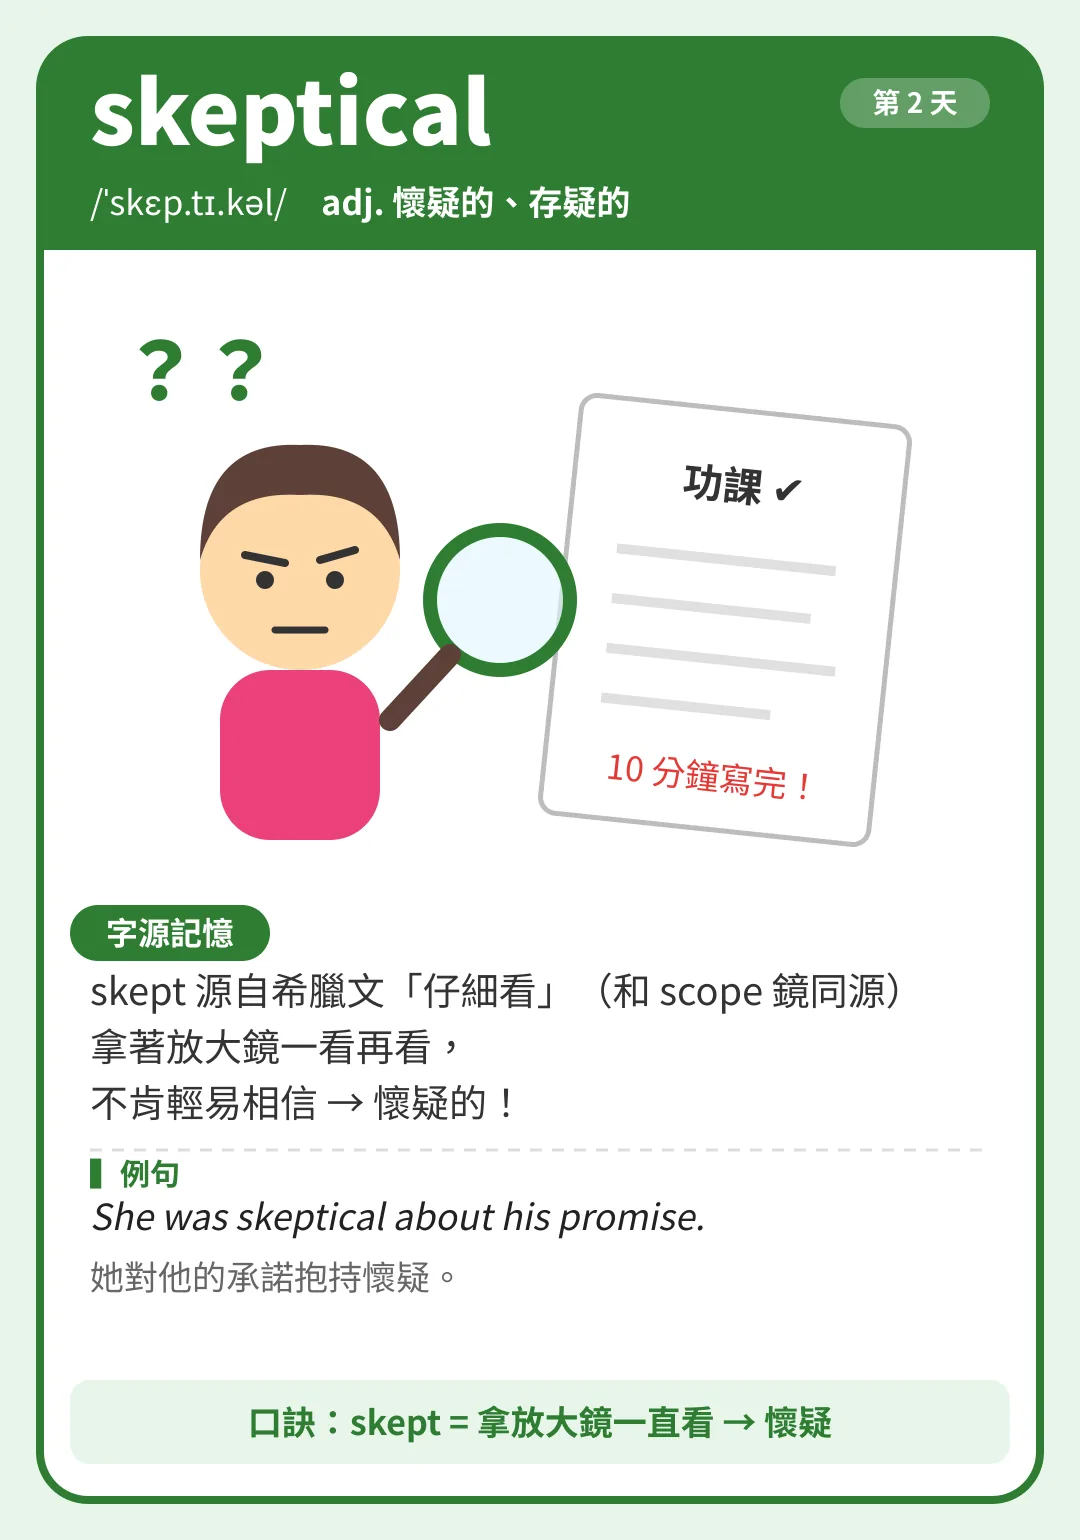 skeptical
第 2 天
/ˈskɛp.tɪ.kəl/ adj. 懷疑的、存疑的
? ?
功課 ✔
10 分鐘寫完！
字源記憶
skept 源自希臘文「仔細看」（和 scope 鏡同源）
拿著放大鏡一看再看，
不肯輕易相信 → 懷疑的！
例句
She was skeptical about his promise.
她對他的承諾抱持懷疑。
口訣：skept = 拿放大鏡一直看 → 懷疑